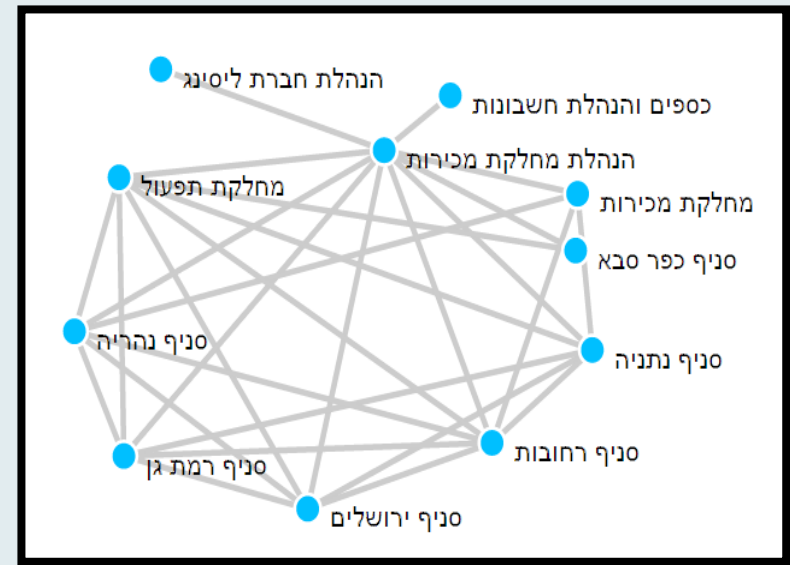 הנהלת חברת ליסינג
כספים והנהלת חשבונות
הנהלת מחלקת מכירות
מחלקת תפעול
מחלקת מכירות
סניף כפר סבא
סניף נהריה
סניף נתניה
סניף רחובות
סניף רמת גן
סניף ירושלים